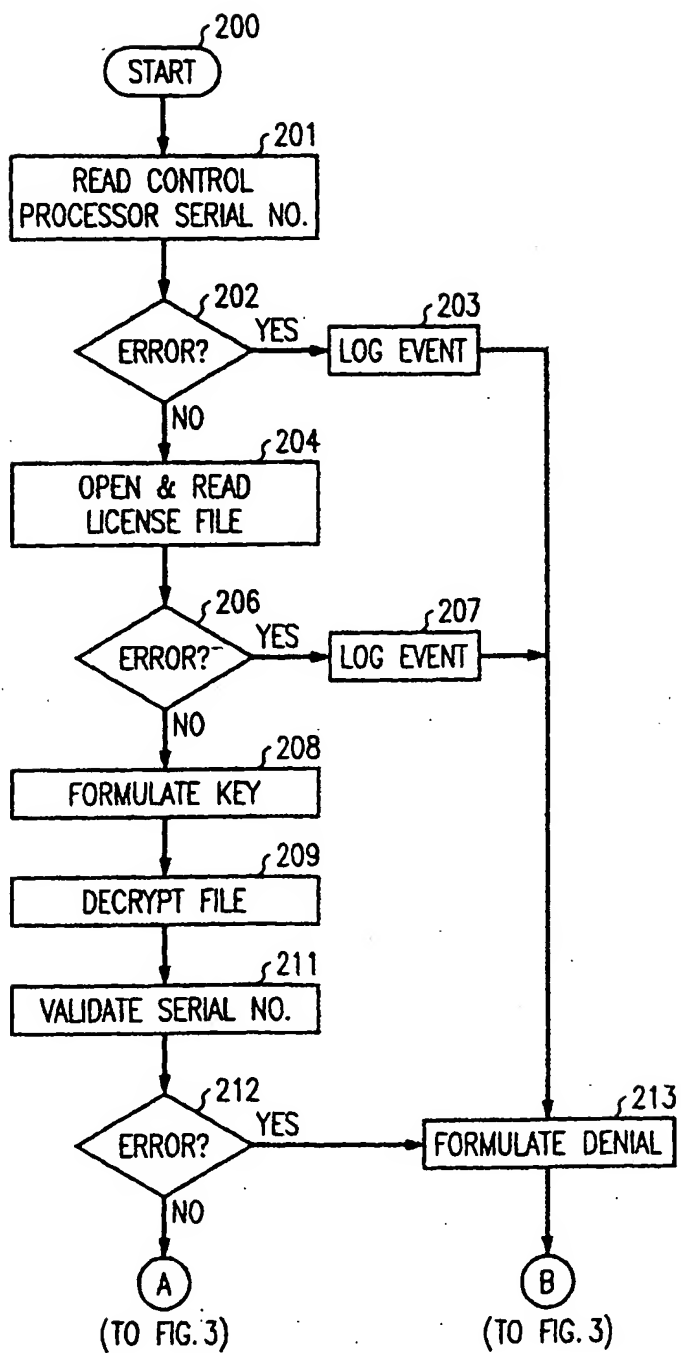 200
START
201
READ CONTROL
PROCESSOR SERIAL NO.
202
ERROR?
YES
203
LOG EVENT
NO
204
OPEN & READ
LICENSE FILE
206
ERROR?
YES
207
LOG EVENT
NO
208
FORMULATE KEY
209
DECRYPT FILE
211
VALIDATE SERIAL NO.
212
ERROR?
YES
213
FORMULATE DENIAL
NO
A
(TO FIG. 3)
B
(TO FIG. 3)